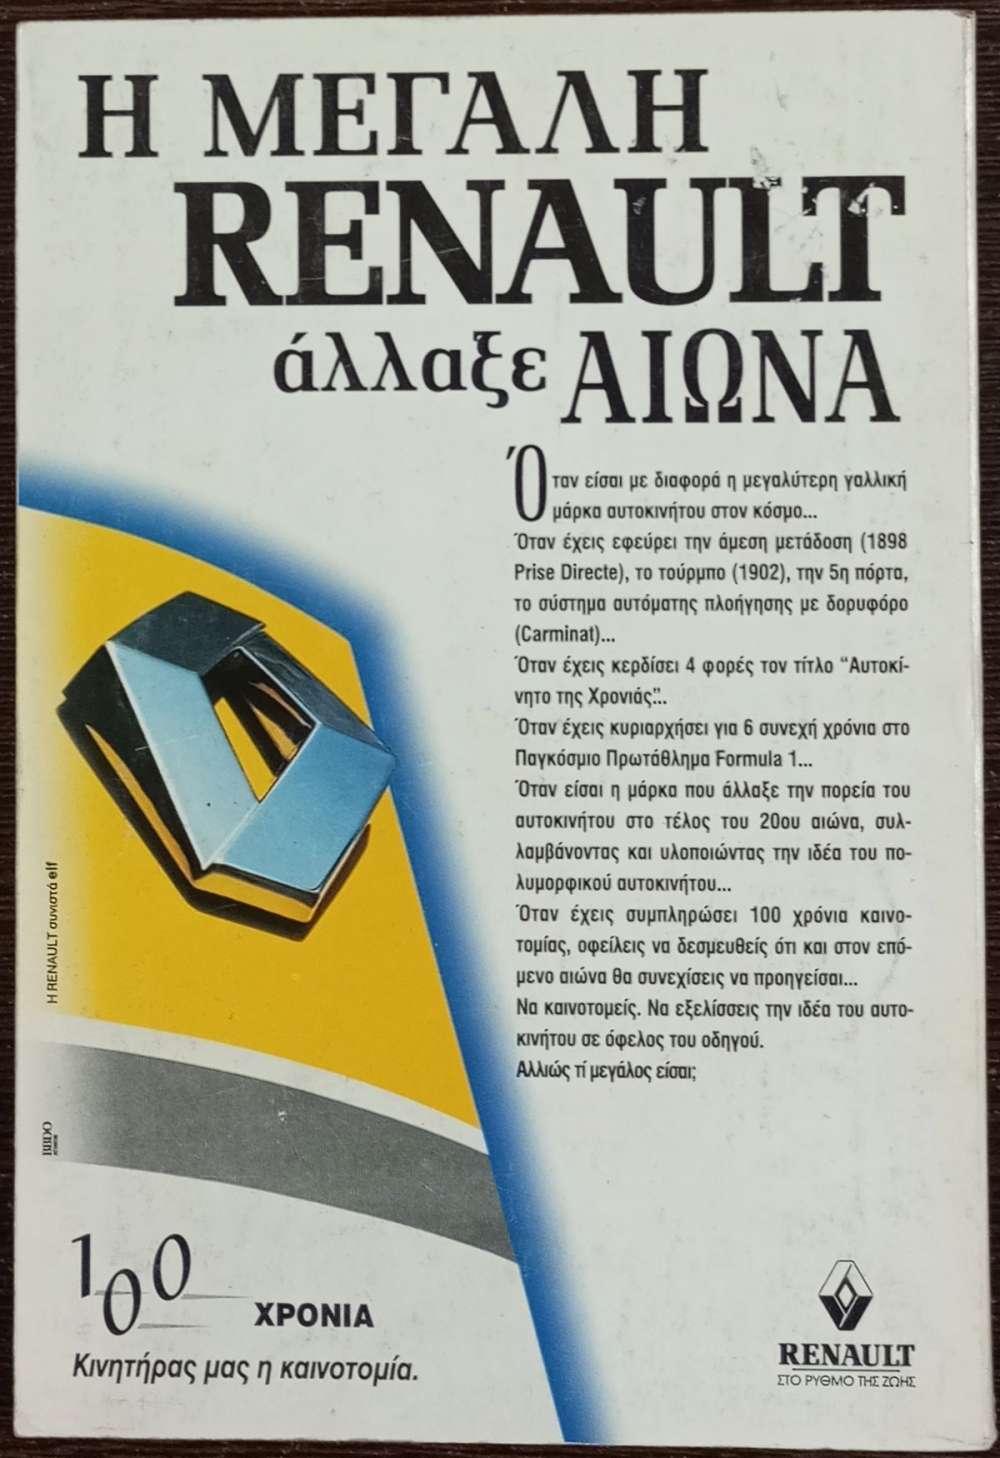 Η ΜΕΓΑΛΗ
RENAULT
άλλαξε ΑΙΩΝΑ
Όταν είσαι με διαφορά η μεγαλύτερη γαλλική
μάρκα αυτοκινήτου στον κόσμο...
Όταν έχεις εφεύρει την άμεση μετάδοση (1898
Prise Directe), το τούρμπο (1902), την 5η πόρτα,
το σύστημα αυτόματης πλοήγησης με δορυφόρο
(Carminat)...
Όταν έχεις κερδίσει 4 φορές τον τίτλο “Αυτοκί-
νητο της Χρονιάς”...
Όταν έχεις κυριαρχήσει για 6 συνεχή χρόνια στο
Παγκόσμιο Πρωτάθλημα Formula 1...
Όταν είσαι η μάρκα που άλλαξε την πορεία του
αυτοκινήτου στο τέλος του 20ου αιώνα, συλ-
λαμβάνοντας και υλοποιώντας την ιδέα του πο-
λυμορφικού αυτοκινήτου...
Όταν έχεις συμπληρώσει 100 χρόνια καινο-
τομίας, οφείλεις να δεσμευθείς ότι και στον επό-
μενο αιώνα θα συνεχίσεις να προηγείσαι...
Να καινοτομείς. Να εξελίσσεις την ιδέα του αυτο-
κινήτου σε όφελος του οδηγού.
Αλλιώς τί μεγάλος είσαι;
Η RENAULT συνιστά elf
BBDO
100 ΧΡΟΝΙΑ
Κινητήρας μας η καινοτομία.
RENAULT
ΣΤΟ ΡΥΘΜΟ ΤΗΣ ΖΩΗΣ